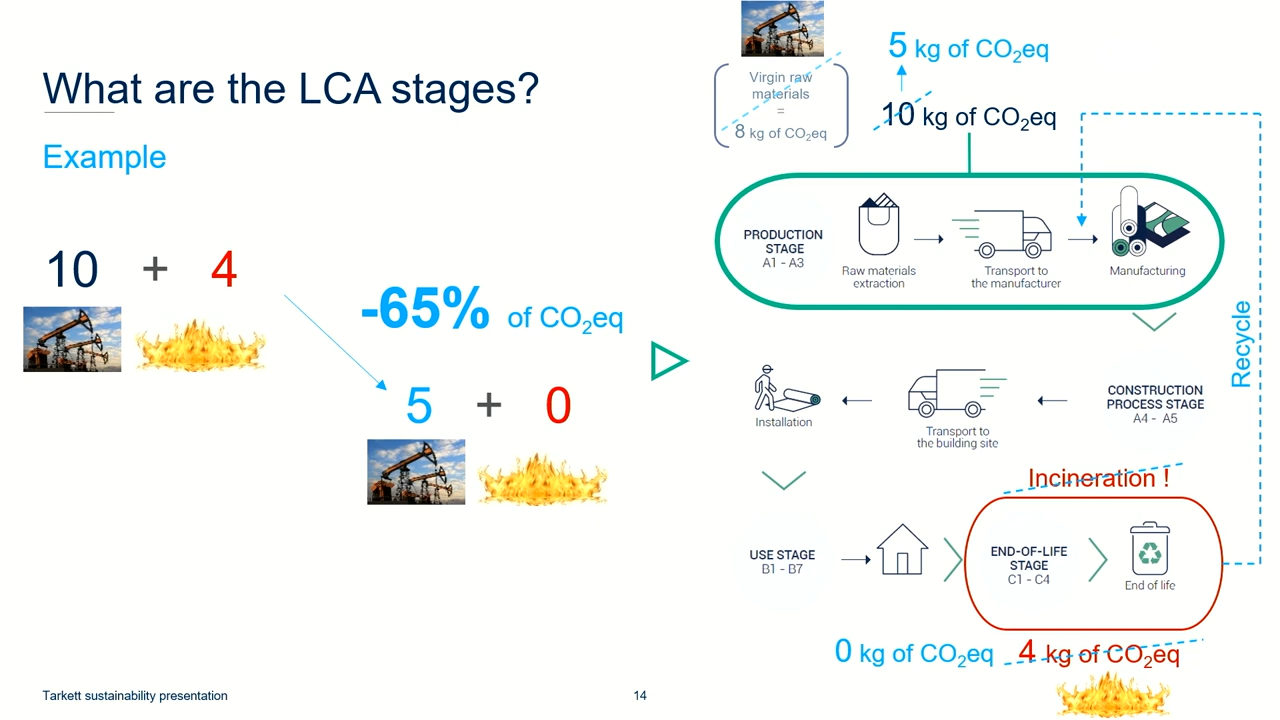 What are the LCA stages?
Example
10 + 4
-65% of CO₂eq
5 + 0
Virgin raw
materials
=
8 kg of CO₂eq
5 kg of CO₂eq
10 kg of CO₂eq
PRODUCTION
STAGE
A1 - A3
Raw materials
extraction
Transport to
the manufacturer
Manufacturing
Recycle
Installation
Transport to
the building site
CONSTRUCTION
PROCESS STAGE
A4 - A5
Incineration !
USE STAGE
B1 - B7
END-OF-LIFE
STAGE
C1 - C4
End of life
0 kg of CO₂eq
4 kg of CO₂eq
Tarkett sustainability presentation
14